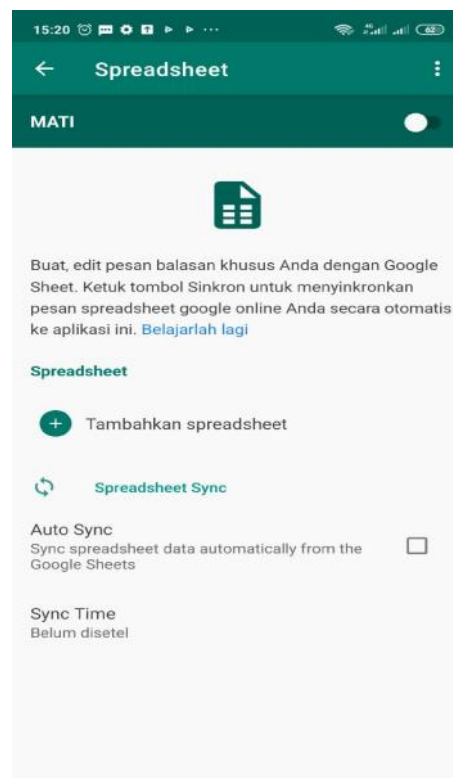 15:20
62
Spreadsheet
MATI
Buat, edit pesan balasan khusus Anda dengan Google
Sheet. Ketuk tombol Sinkron untuk menyinkronkan
pesan spreadsheet google online Anda secara otomatis
ke aplikasi ini. Belajarlah lagi
Spreadsheet
Tambahkan spreadsheet
Spreadsheet Sync
Auto Sync
Sync spreadsheet data automatically from the
Google Sheets
Sync Time
Belum disetel